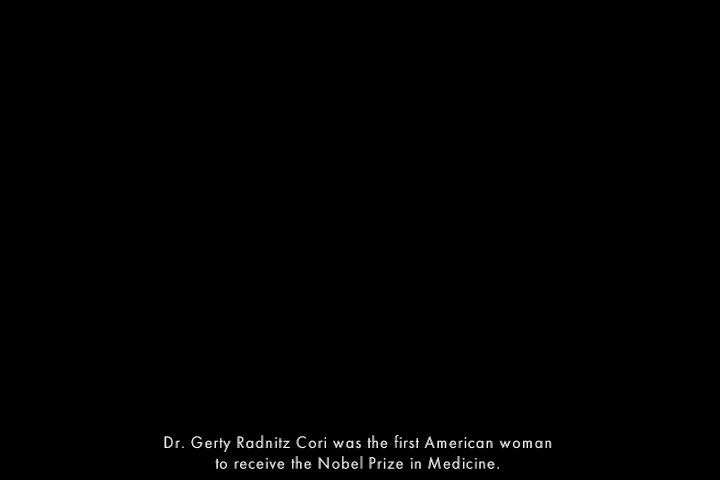 Dr. Gerty Radnitz Cori was the first American woman
to receive the Nobel Prize in Medicine.